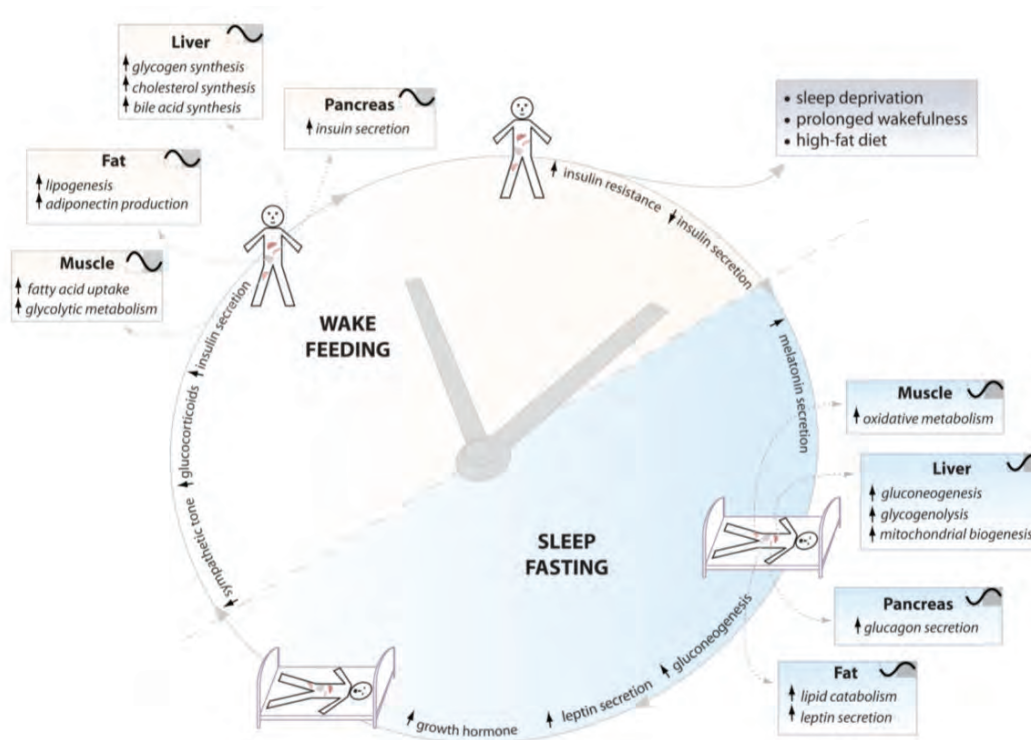 Liver
glycogen synthesis
cholesterol synthesis
bile acid synthesis
Pancreas
insuin secretion
Fat
lipogenesis
adiponectin production
Muscle
fatty acid uptake
glycolytic metabolism
• sleep deprivation
• prolonged wakefulness
• high-fat diet
insulin resistance
insulin secretion
WAKE
FEEDING
insulin secretion
glucocorticoids
sympathetic tone
melatonin secretion
Muscle
oxidative metabolism
Liver
gluconeogenesis
glycogenolysis
mitochondrial biogenesis
SLEEP
FASTING
Pancreas
glucagon secretion
Fat
lipid catabolism
leptin secretion
gluconeogenesis
leptin secretion
growth hormone